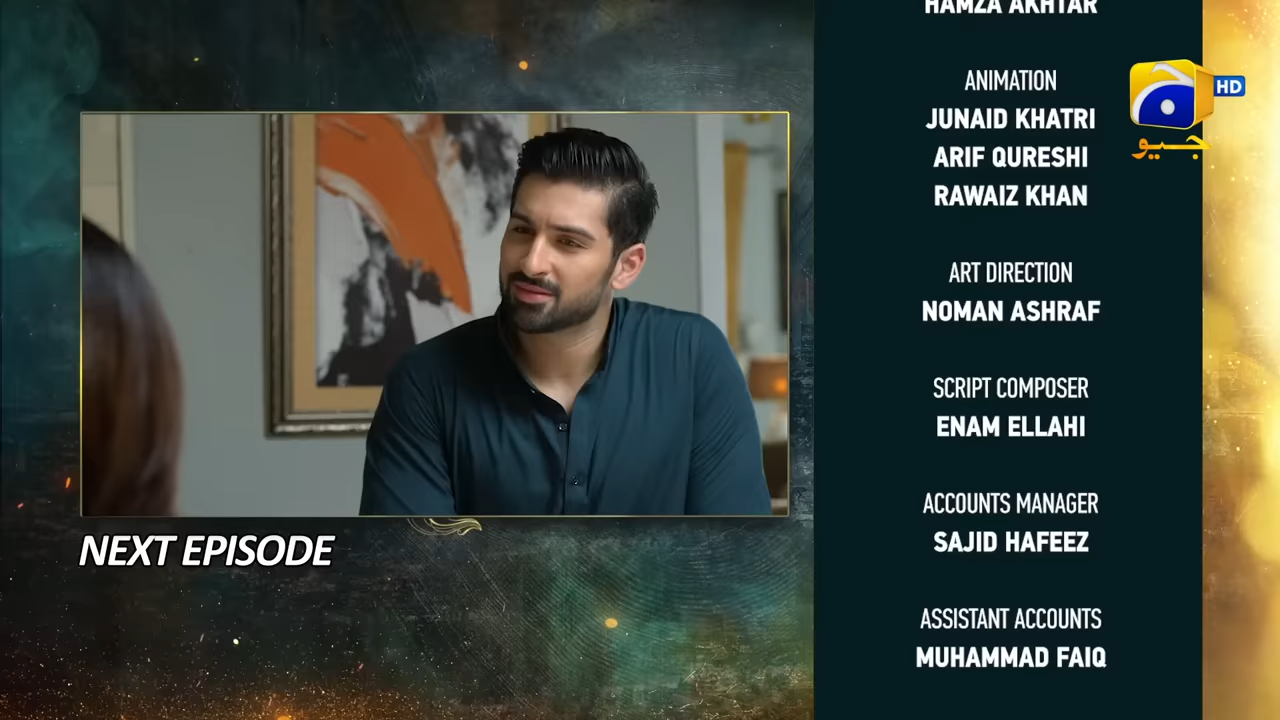 HAMZA AKHTAR
ANIMATION
JUNAID KHATRI
ARIF QURESHI
RAWAIZ KHAN
ART DIRECTION
NOMAN ASHRAF
SCRIPT COMPOSER
ENAM ELLAHI
ACCOUNTS MANAGER
SAJID HAFEEZ
ASSISTANT ACCOUNTS
MUHAMMAD FAIQ
HD
جیو
NEXT EPISODE